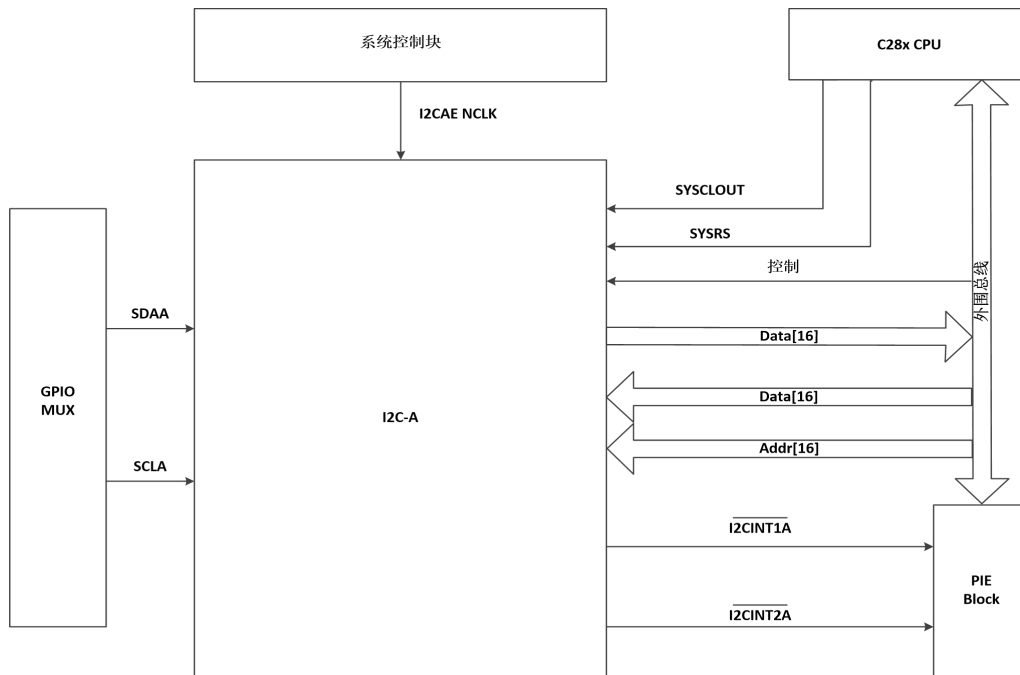 系统控制块
C28x CPU
I2CAE NCLK
SYSCLOUT
SYSRS
控制
外围总线
SDAA
Data[16]
GPIO
MUX
I2C-A
Data[16]
Addr[16]
SCLA
I2CINT1A
PIE
Block
I2CINT2A